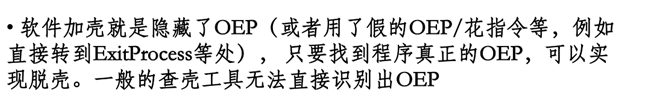 • 软件加壳就是隐藏了OEP（或者用了假的OEP/花指令等，例如
直接转到ExitProcess等处）， 只要找到程序真正的OEP，可以实
现脱壳。一般的查壳工具无法直接识别出OEP